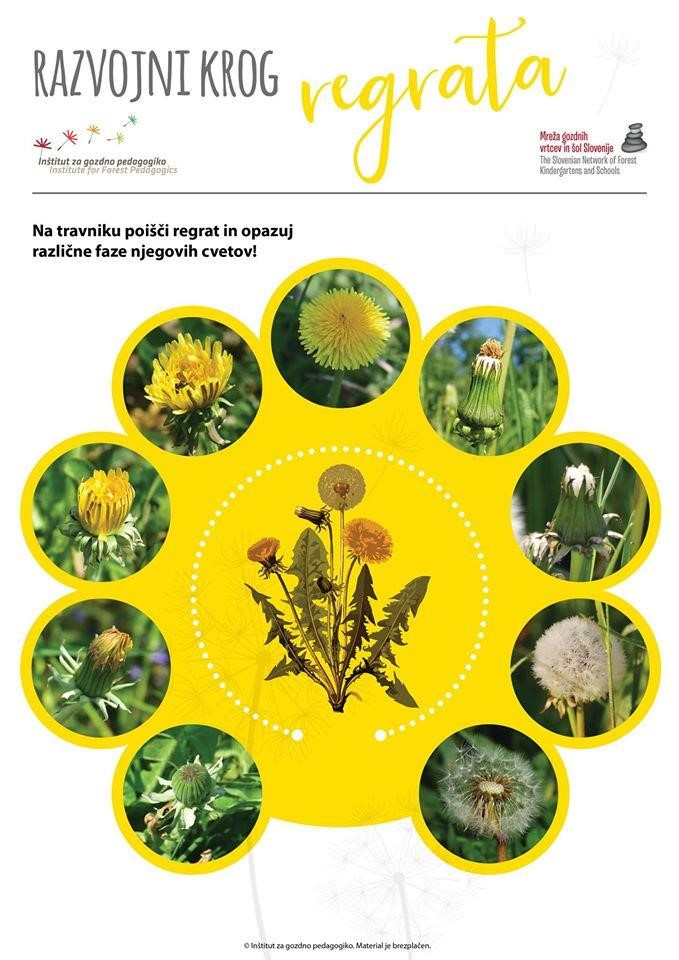 RAZVOJNI KROG regrata
Inštitut za gozdno pedagogiko
Institute for Forest Pedagogics
Mreža gozdnih
vrtcev in šol Slovenije
The Slovenian Network of Forest
Kindergartens and Schools
Na travniku poišči regrat in opazuj
različne faze njegovih cvetov!
© Inštitut za gozdno pedagogiko. Material je brezplačen.